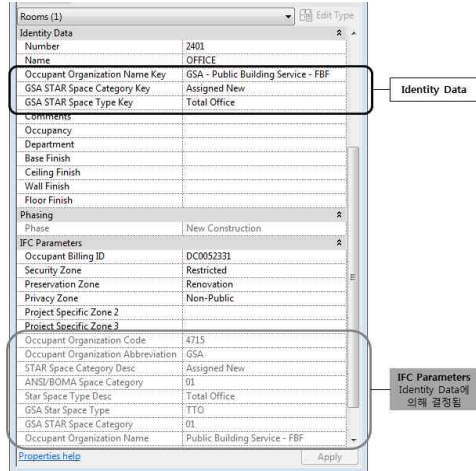 Rooms (1)
Edit Type
Identity Data
Number 2401
Name OFFICE
Occupant Organization Name Key GSA - Public Building Service - FBF
GSA STAR Space Category Key Assigned New
GSA STAR Space Type Key Total Office
Comments
Occupancy
Department
Base Finish
Ceiling Finish
Wall Finish
Floor Finish
Phasing
Phase New Construction
IFC Parameters
Occupant Billing ID DC0052331
Security Zone Restricted
Preservation Zone Renovation
Privacy Zone Non-Public
Project Specific Zone 2
Project Specific Zone 3
Occupant Organization Code 4715
Occupant Organization Abbreviation GSA
STAR Space Category Desc Assigned New
ANSI/BOMA Space Category 01
Star Space Type Desc Total Office
GSA Star Space Type TTO
GSA STAR Space Category 01
Occupant Organization Name Public Building Service - FBF
Properties help
Apply
Identity Data
IFC Parameters
Identity Data에
의해 결정됨